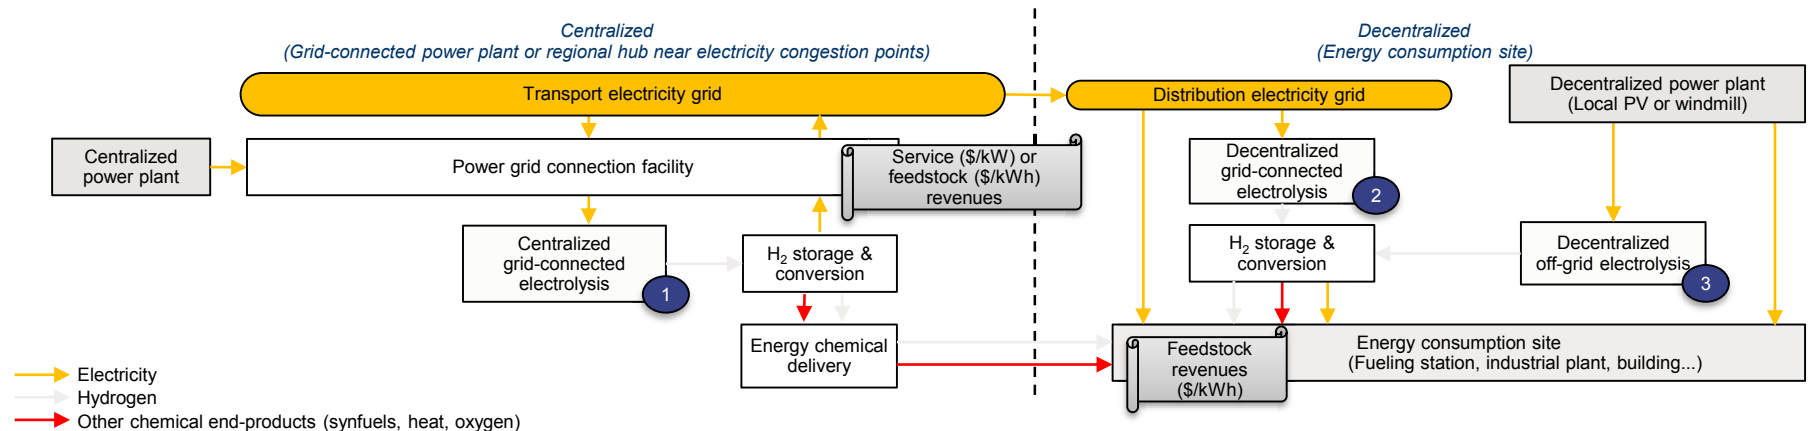 Centralized
(Grid-connected power plant or regional hub near electricity congestion points)
Decentralized
(Energy consumption site)
Transport electricity grid
Distribution electricity grid
Decentralized power plant
(Local PV or windmill)
Centralized
power plant
Power grid connection facility
Service ($/kW) or
feedstock ($/kWh)
revenues
Decentralized
grid-connected
electrolysis
2
Centralized
grid-connected
electrolysis
1
H2 storage &
conversion
H2 storage &
conversion
Decentralized
off-grid electrolysis
3
Energy chemical
delivery
Feedstock
revenues
($/kWh)
Energy consumption site
(Fueling station, industrial plant, building...)
Electricity
Hydrogen
Other chemical end-products (synfuels, heat, oxygen)